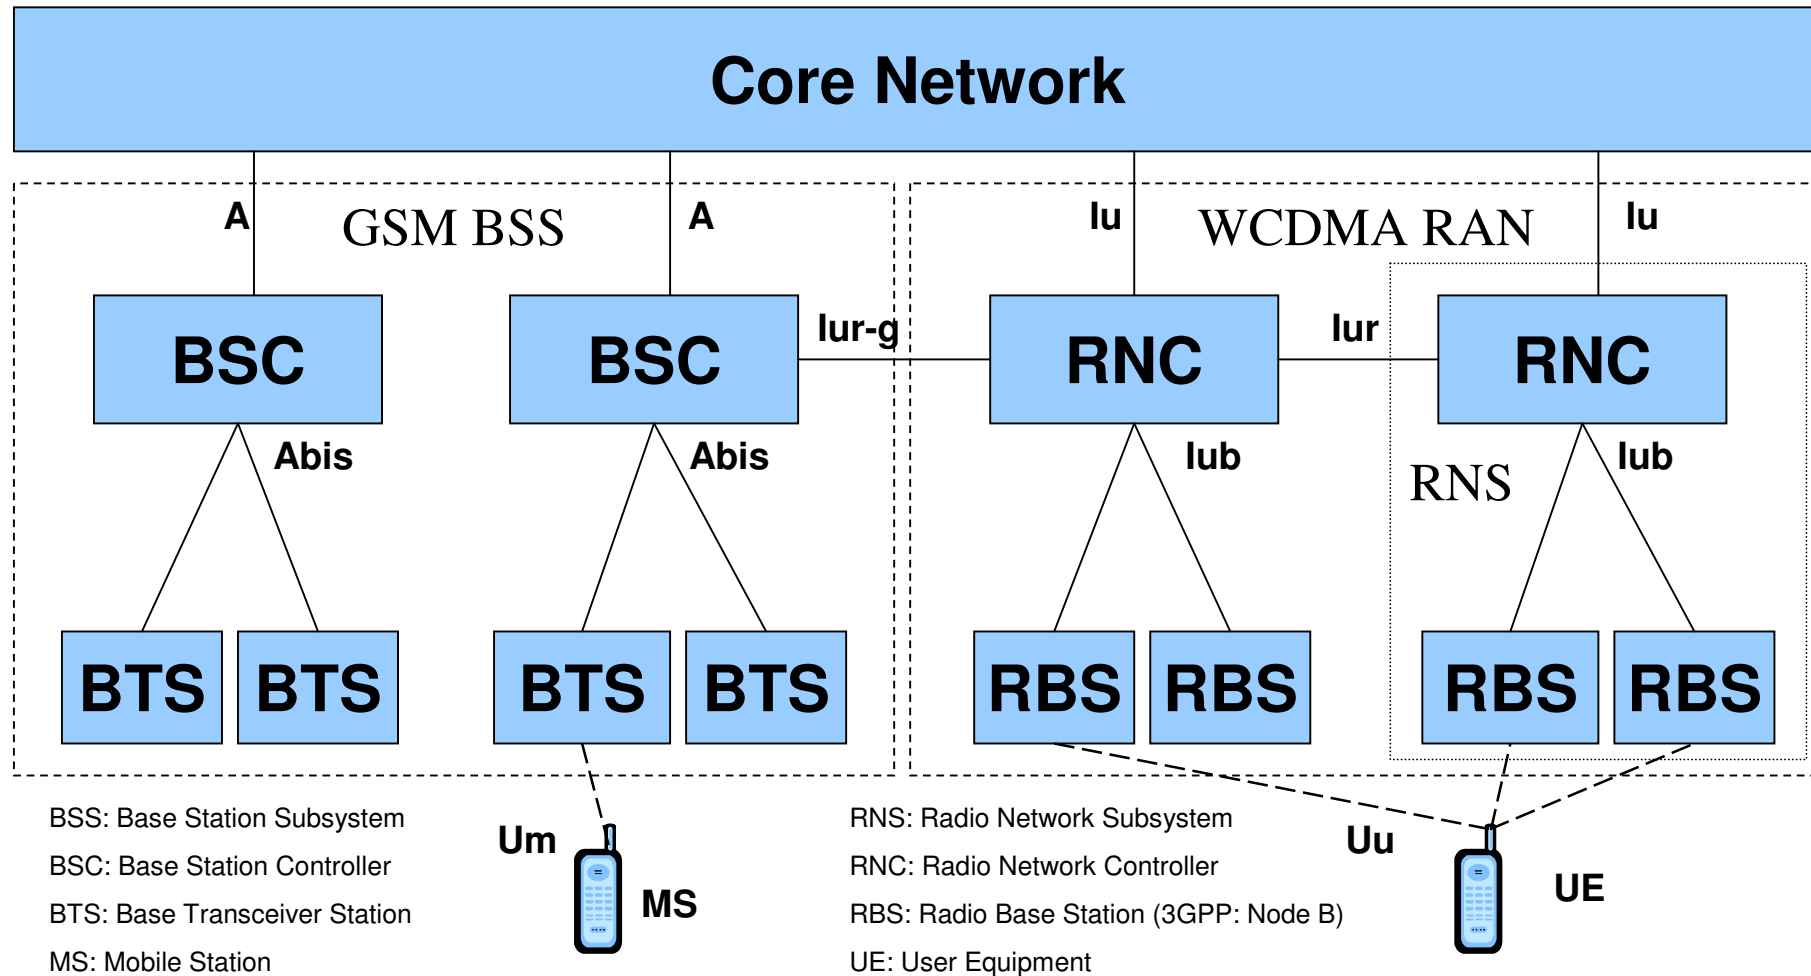 Core Network
A
GSM BSS
A
Iu
WCDMA RAN
Iu
BSC
BSC
Iur-g
RNC
Iur
RNC
Abis
Abis
Iub
RNS
Iub
BTS
BTS
BTS
BTS
RBS
RBS
RBS
RBS
BSS: Base Station Subsystem
BSC: Base Station Controller
BTS: Base Transceiver Station
MS: Mobile Station
Um
MS
RNS: Radio Network Subsystem
RNC: Radio Network Controller
RBS: Radio Base Station (3GPP: Node B)
UE: User Equipment
Uu
UE